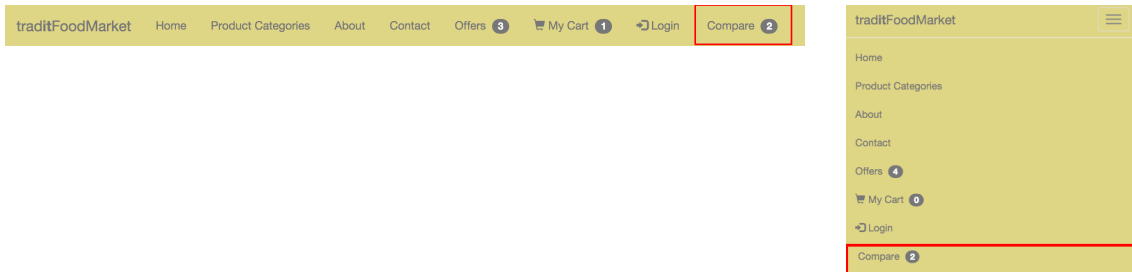 traditFoodMarket Home Product Categories About Contact Offers 3 My Cart 1 Login Compare 2
traditFoodMarket
Home
Product Categories
About
Contact
Offers 4
My Cart 0
Login
Compare 2